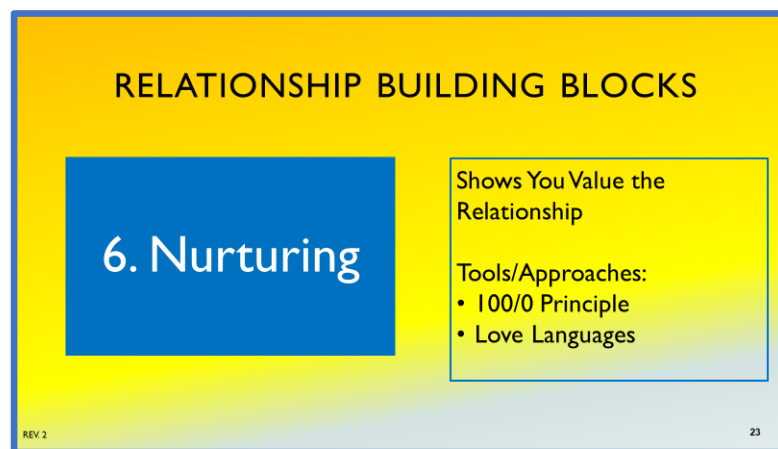 RELATIONSHIP BUILDING BLOCKS
6. Nurturing
Shows You Value the
Relationship
Tools/Approaches:
• 100/0 Principle
• Love Languages
REV. 2
23